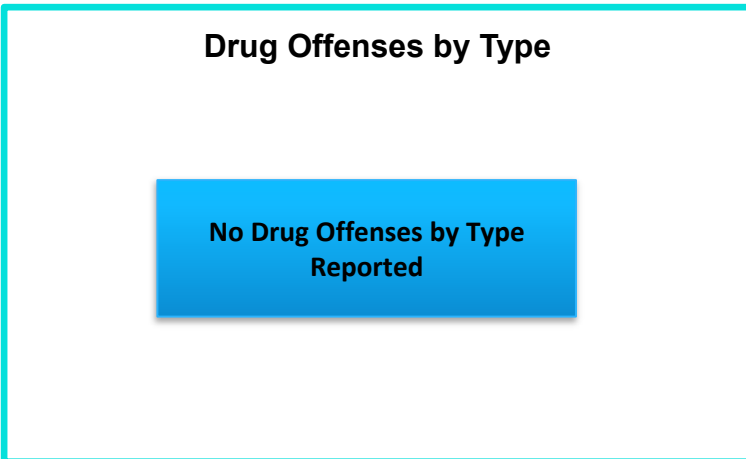 Drug Offenses by Type
No Drug Offenses by Type
Reported